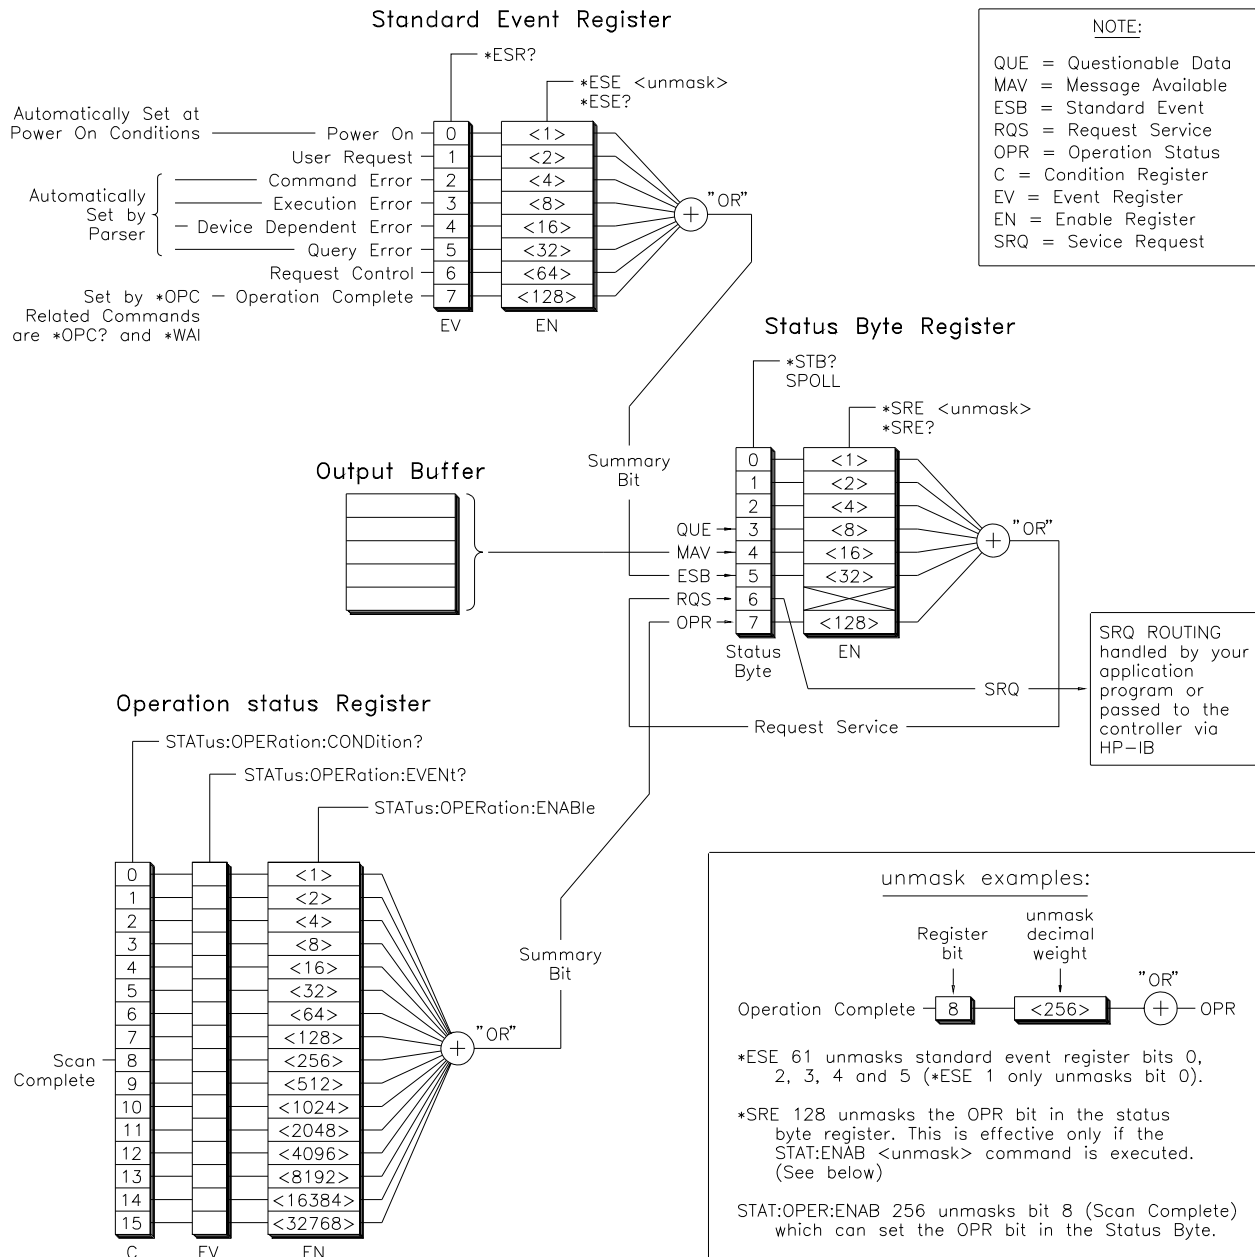 Standard Event Register
*ESR?
*ESE <unmask>
*ESE?
Automatically Set at
Power On Conditions
Power On 0 <1>
User Request 1 <2>
Command Error 2 <4>
Execution Error 3 <8>
Device Dependent Error 4 <16>
Query Error 5 <32>
Request Control 6 <64>
Operation Complete 7 <128>
Automatically
Set by
Parser
Set by *OPC
Related Commands
are *OPC? and *WAI
EV EN
+ "OR"
NOTE:
QUE = Questionable Data
MAV = Message Available
ESB = Standard Event
RQS = Request Service
OPR = Operation Status
C = Condition Register
EV = Event Register
EN = Enable Register
SRQ = Sevice Request
Status Byte Register
*STB?
SPOLL
*SRE <unmask>
*SRE?
Summary
Bit
Output Buffer
0 <1>
1 <2>
2 <4>
QUE 3 <8>
MAV 4 <16>
ESB 5 <32>
RQS 6
OPR 7 <128>
Status
Byte
EN
+ "OR"
SRQ
Request Service
SRQ ROUTING
handled by your
application
program or
passed to the
controller via
HP-IB
Operation status Register
STATus:OPERation:CONDition?
STATus:OPERation:EVENt?
STATus:OPERation:ENABle
0 <1>
1 <2>
2 <4>
3 <8>
4 <16>
5 <32>
6 <64>
7 <128>
8 <256>
9 <512>
10 <1024>
11 <2048>
12 <4096>
13 <8192>
14 <16384>
15 <32768>
Scan
Complete
C EV EN
+ "OR"
Summary
Bit
unmask examples:
Register
bit
unmask
decimal
weight
Operation Complete 8 <256> + "OR" OPR
*ESE 61 unmasks standard event register bits 0,
2, 3, 4 and 5 (*ESE 1 only unmasks bit 0).
*SRE 128 unmasks the OPR bit in the status
byte register. This is effective only if the
STAT:ENAB <unmask> command is executed.
(See below)
STAT:OPER:ENAB 256 unmasks bit 8 (Scan Complete)
which can set the OPR bit in the Status Byte.